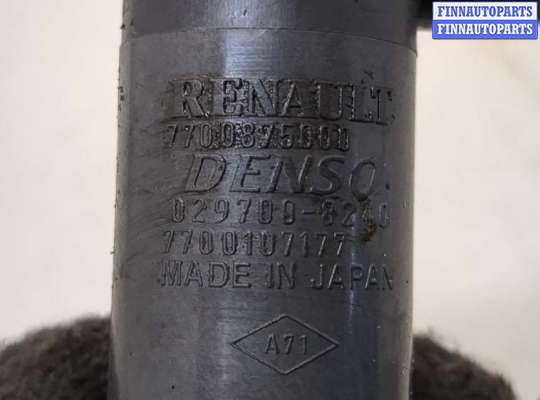 FINNAUTOPARTS
FINNAUTOPARTS
RENAULT
7700875000
DENSO
029700-8240
7700107177
MADE IN JAPAN
A71